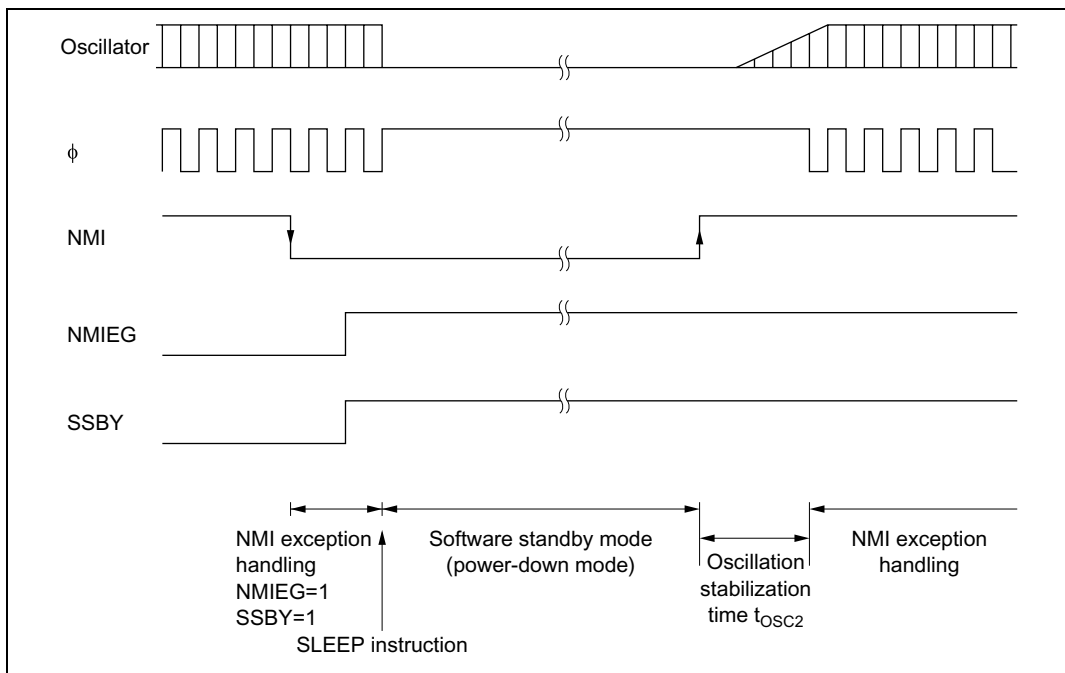 Oscillator
ϕ
NMI
NMIEG
SSBY
NMI exception
handling
NMIEG=1
SSBY=1
SLEEP instruction
Software standby mode
(power-down mode)
Oscillation
stabilization
time tOSC2
NMI exception
handling